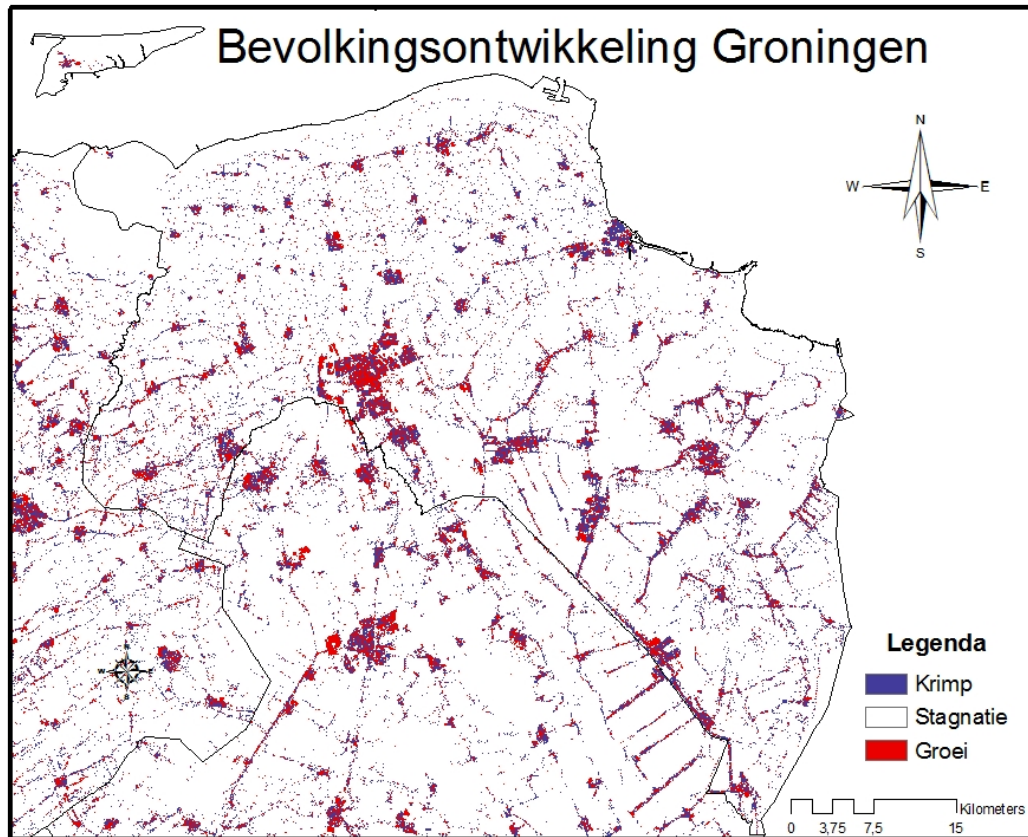 Bevolkingsontwikkeling Groningen
N
W
E
S
Legenda
Krimp
Stagnatie
Groei
Kilometers
0 3,75 7,5 15